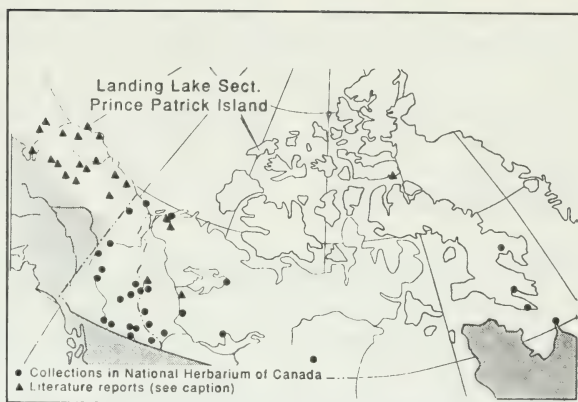 Landing Lake Sect.
Prince Patrick Island
● Collections in National Herbarium of Canada
▲ Literature reports (see caption)